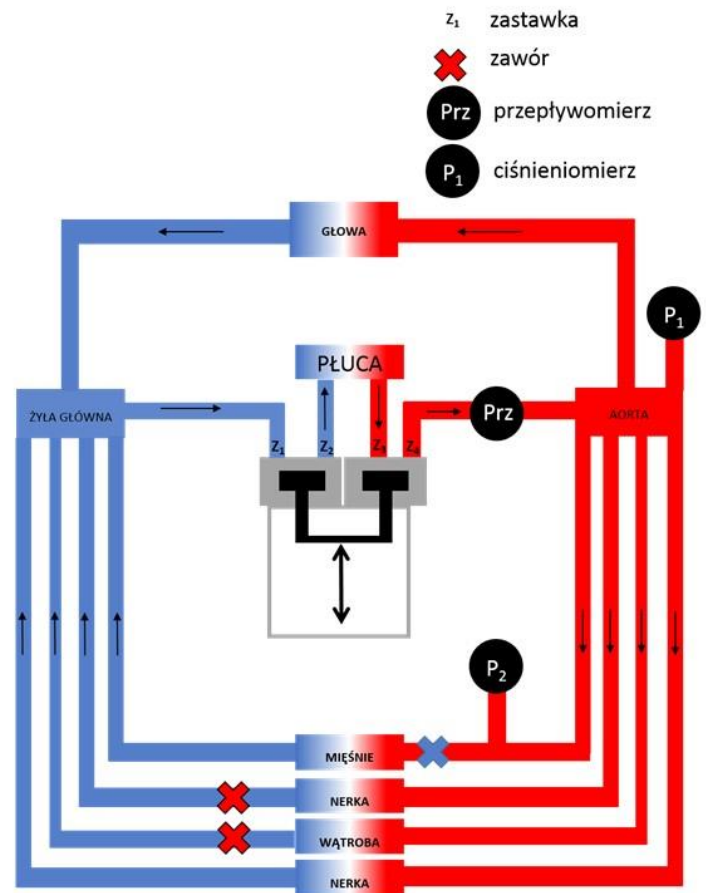 Z₁ zastawka
zawór
Prz przepływomierz
P₁ ciśnieniomierz
GŁOWA
P₁
PŁUCA
ŻYŁA GŁÓWNA
Prz
AORTA
Z₁ Z₂ Z₃ Z₄
P₂
MIĘŚNIE
NERKA
WĄTROBA
NERKA